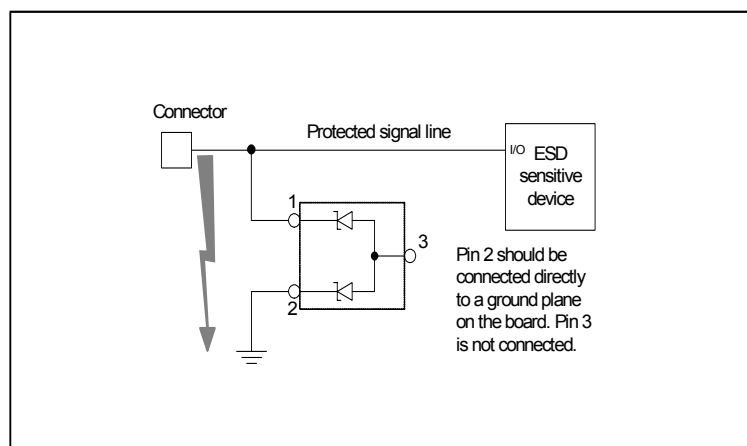 Connector
Protected signal line
I/O
ESD
sensitive
device
1
3
2
Pin 2 should be
connected directly
to a ground plane
on the board. Pin 3
is not connected.